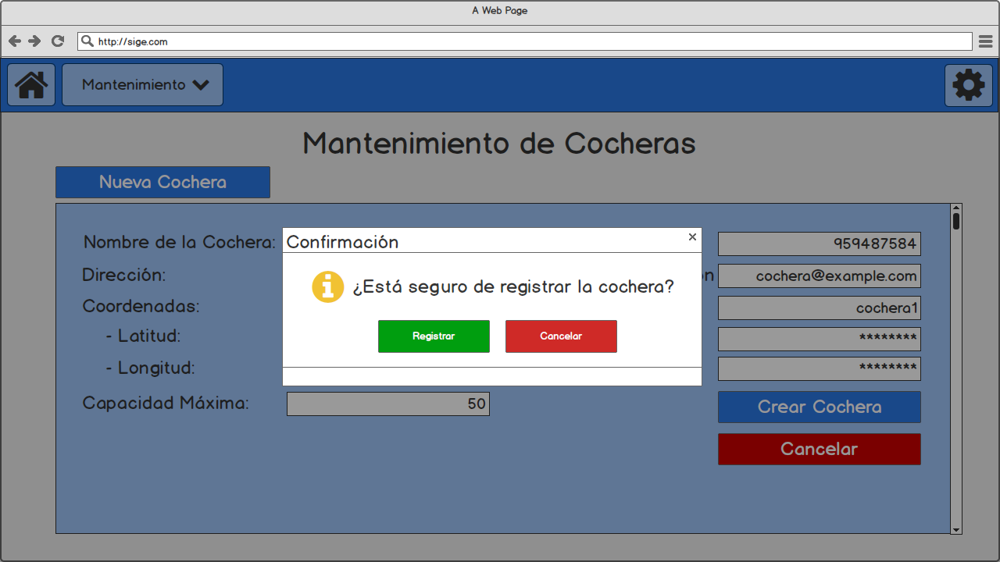 A Web Page
http://sige.com
Mantenimiento
Mantenimiento de Cocheras
Nueva Cochera
Nombre de la Cochera:
959487584
Dirección:
cochera@example.com
Coordenadas:
cochera1
- Latitud:
********
- Longitud:
********
Capacidad Máxima:
50
Crear Cochera
Cancelar
Confirmación
¿Está seguro de registrar la cochera?
Registrar
Cancelar